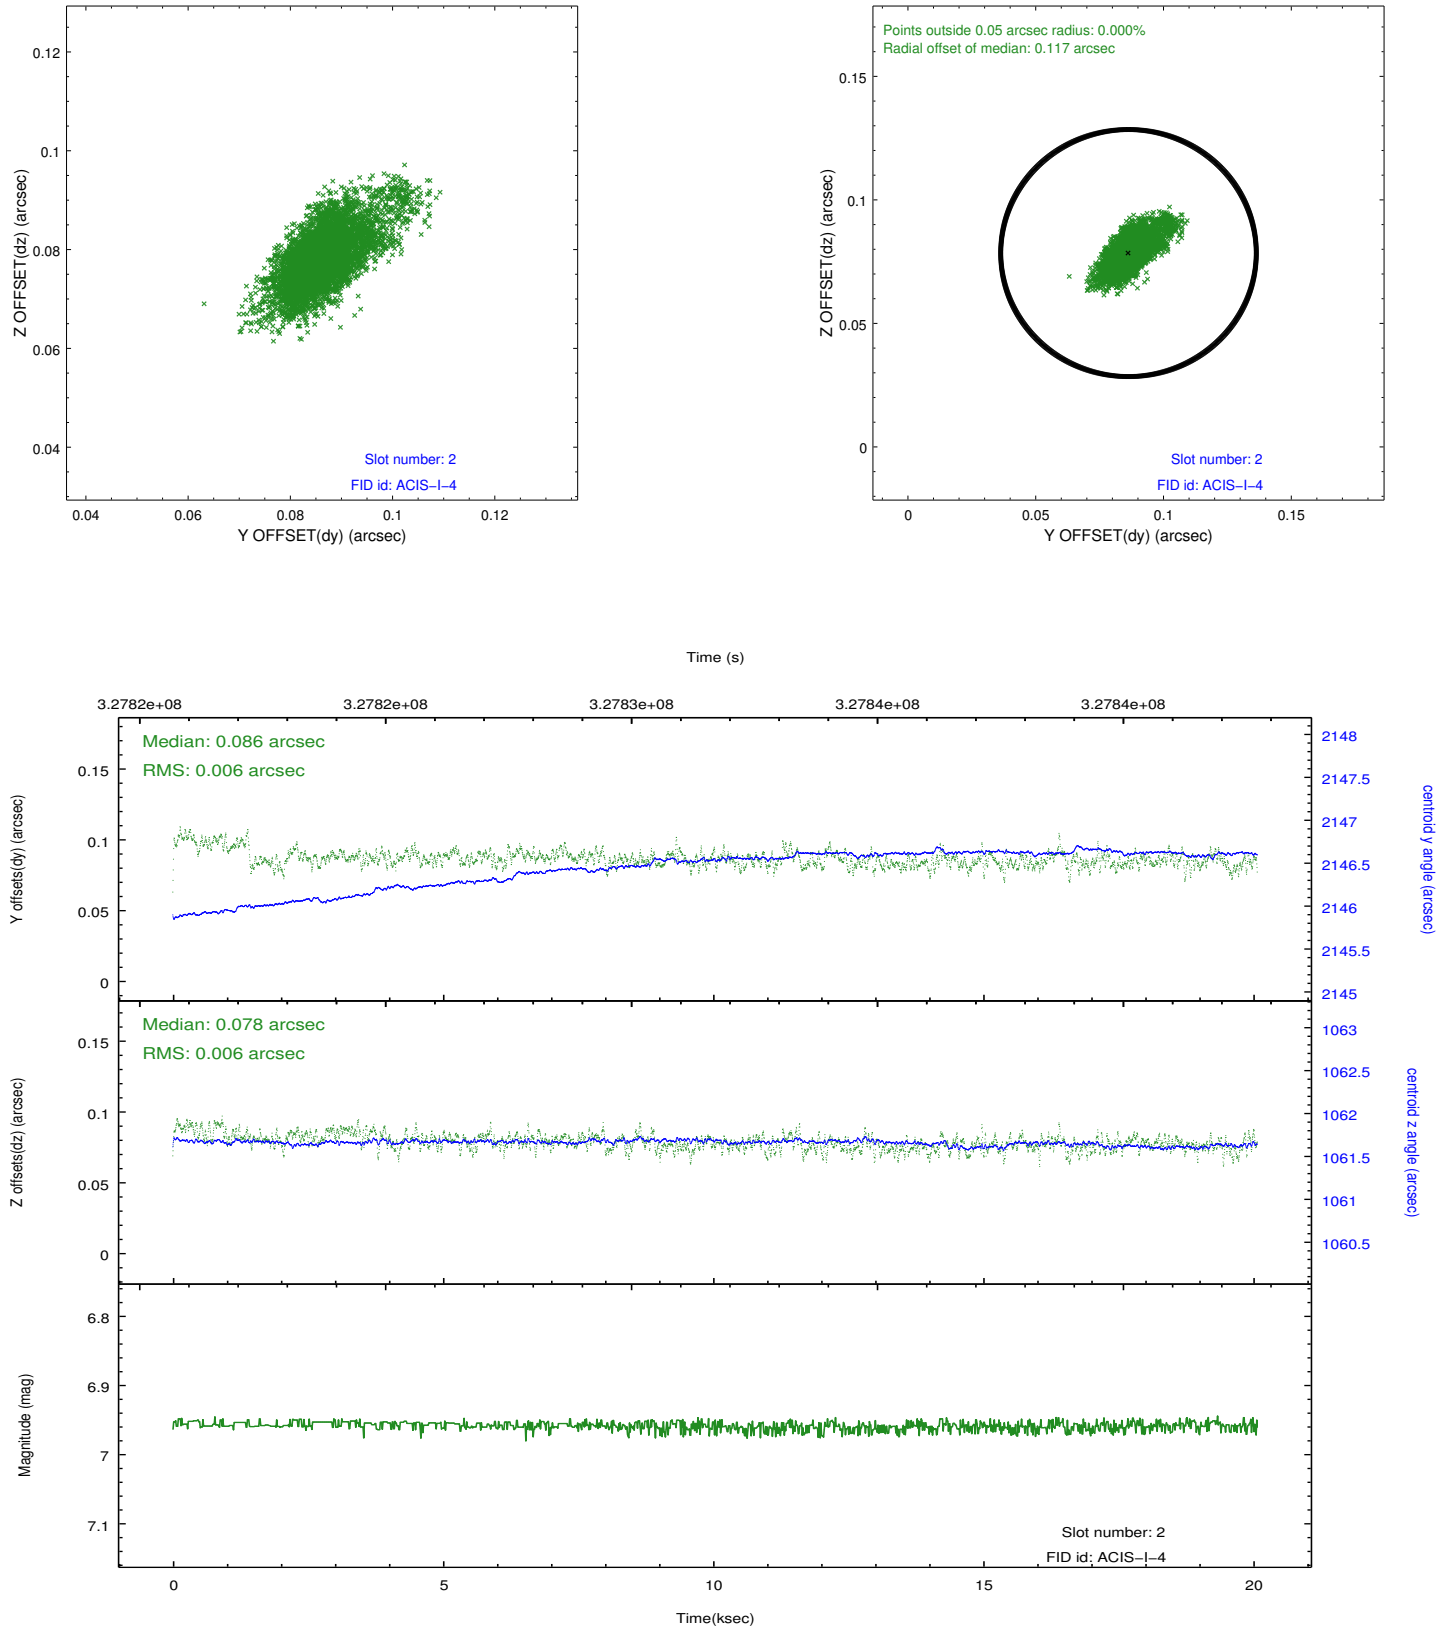 0.12
0.1
0.08
0.06
0.04
Z OFFSET(dz) (arcsec)
Slot number: 2
FID id: ACIS−I−4
0.04 0.06 0.08 0.1 0.12
Y OFFSET(dy) (arcsec)
Points outside 0.05 arcsec radius: 0.000%
Radial offset of median: 0.117 arcsec
0.15
0.1
0.05
0
Z OFFSET(dz) (arcsec)
Slot number: 2
FID id: ACIS−I−4
0 0.05 0.1 0.15
Y OFFSET(dy) (arcsec)
Time (s)
3.2782e+08 3.2782e+08 3.2783e+08 3.2784e+08 3.2784e+08
Median: 0.086 arcsec
RMS: 0.006 arcsec
0.15
0.1
0.05
0
Y offsets(dy) (arcsec)
2148
2147.5
2147
2146.5
2146
2145.5
2145
centroid y angle (arcsec)
Median: 0.078 arcsec
RMS: 0.006 arcsec
0.15
0.1
0.05
0
Z offsets(dz) (arcsec)
1063
1062.5
1062
1061.5
1061
1060.5
centroid z angle (arcsec)
6.8
6.9
7
7.1
Magnitude (mag)
Slot number: 2
FID id: ACIS−I−4
0 5 10 15 20
Time(ksec)